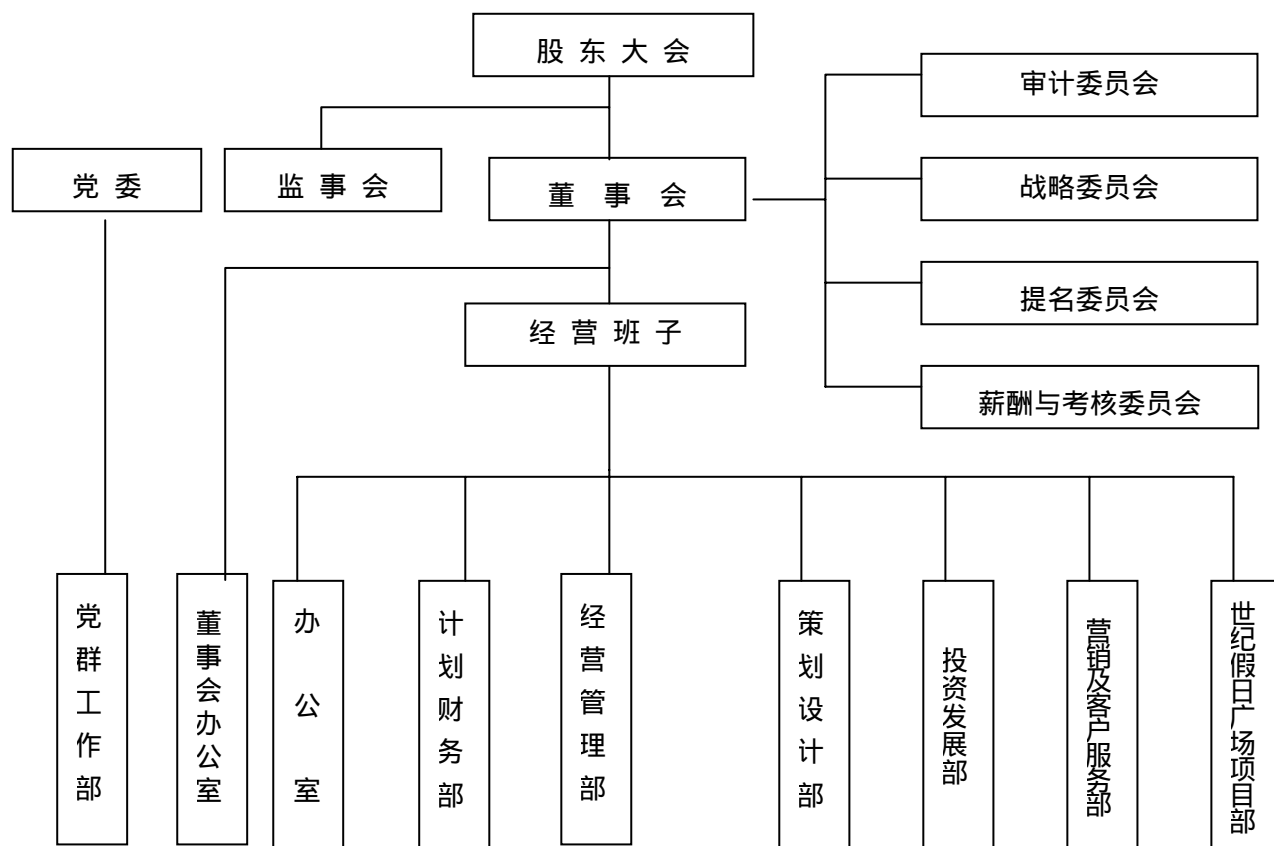 股东大会
审计委员会
党委
监事会
董事会
战略委员会
提名委员会
经营班子
薪酬与考核委员会
党群工作部
董事会办公室
办公室
计划财务部
经营管理部
策划设计部
投资发展部
营销及客户服务部
世纪假日广场项目部